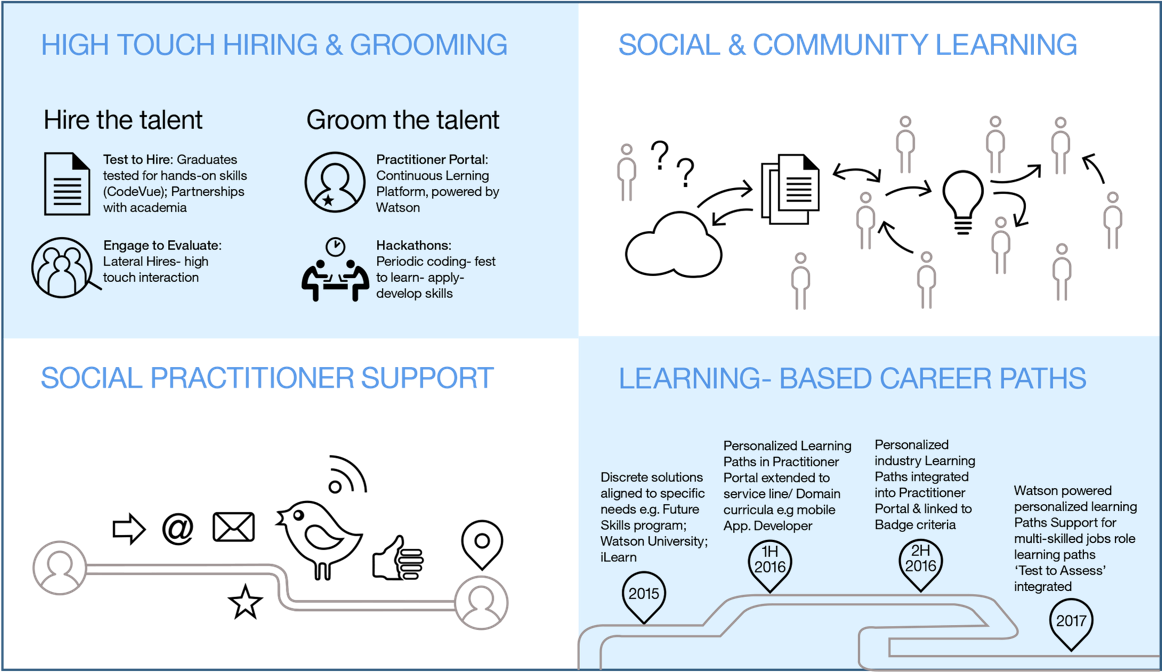 HIGH TOUCH HIRING & GROOMING
Hire the talent
Test to Hire: Graduates
tested for hands-on skills
(CodeVue); Partnerships
with academia
Engage to Evaluate:
Lateral Hires- high
touch interaction
Groom the talent
Practitioner Portal:
Continuous Lerning
Platform, powered by
Watson
Hackathons:
Periodic coding- fest
to learn- apply-
develop skills
SOCIAL & COMMUNITY LEARNING
? ?
SOCIAL PRACTITIONER SUPPORT
@
LEARNING- BASED CAREER PATHS
Discrete solutions
aligned to specific
needs e.g. Future
Skills program;
Watson University;
iLearn
2015
Personalized Learning
Paths in Practitioner
Portal extended to
service line/ Domain
curricula e.g mobile
App. Developer
1H
2016
Personalized
industry Learning
Paths integrated
into Practitioner
Portal & linked to
Badge criteria
2H
2016
Watson powered
personalized learning
Paths Support for
multi-skilled jobs role
learning paths
‘Test to Assess’
integrated
2017